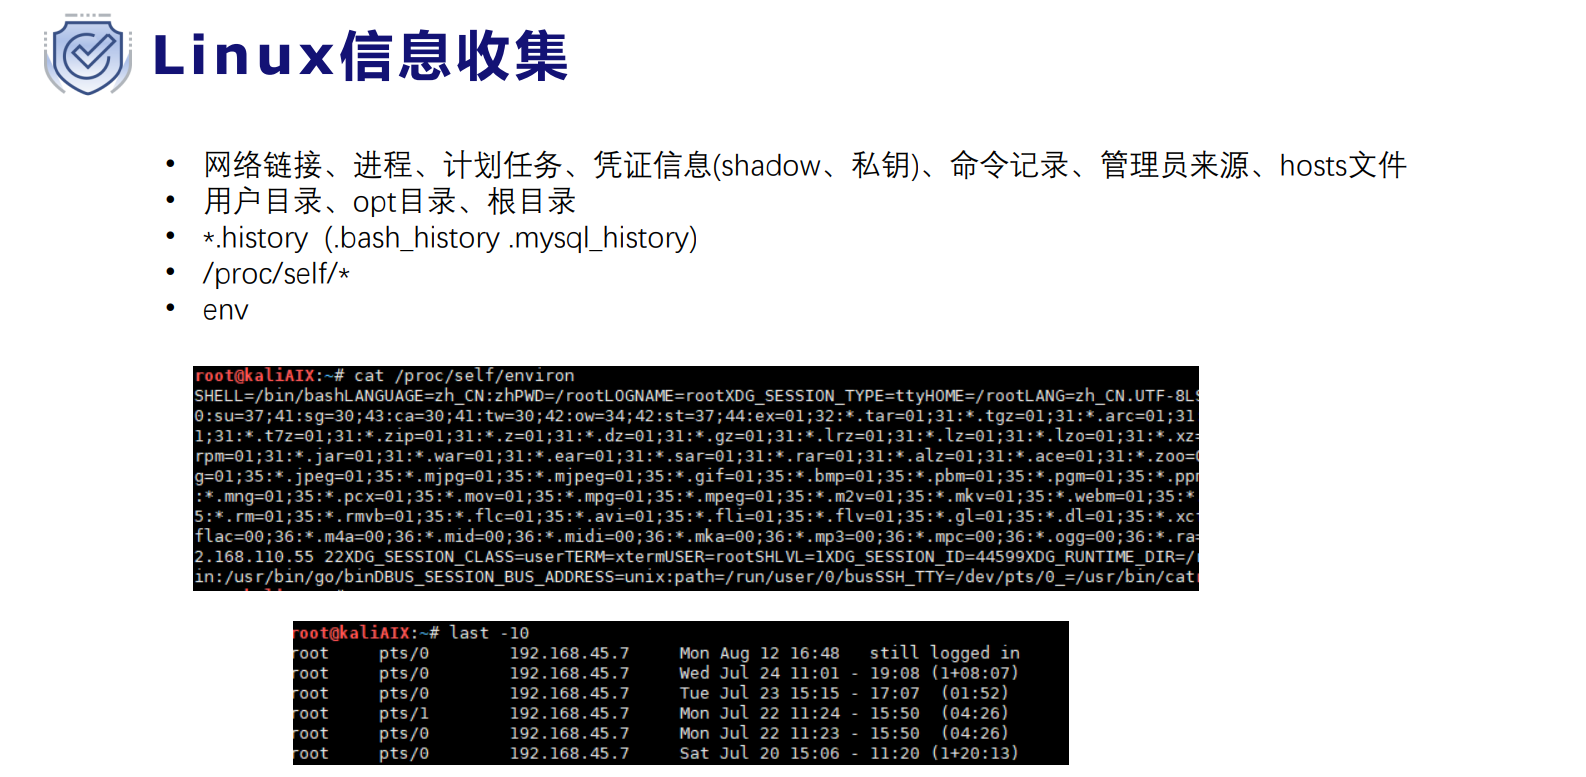 Linux信息收集
• 网络链接、进程、计划任务、凭证信息(shadow、私钥)、命令记录、管理员来源、hosts文件
• 用户目录、opt目录、根目录
• *.history (.bash_history .mysql_history)
• /proc/self/*
• env
root@kaliAIX:~# cat /proc/self/environ
SHELL=/bin/bashLANGUAGE=zh_CN:zhPWD=/rootLOGNAME=rootXDG_SESSION_TYPE=ttyHOME=/rootLANG=zh_CN.UTF-8LS
0:su=37;41:sg=30;43:ca=30;41:tw=30;42:ow=34;42:st=37;44:ex=01;32:*.tar=01;31:*.tgz=01;31:*.arc=01;31
1;31:*.t7z=01;31:*.zip=01;31:*.z=01;31:*.dz=01;31:*.gz=01;31:*.lrz=01;31:*.lz=01;31:*.lzo=01;31:*.xz=
rpm=01;31:*.jar=01;31:*.war=01;31:*.ear=01;31:*.sar=01;31:*.rar=01;31:*.alz=01;31:*.ace=01;31:*.zoo=0
g=01;35:*.jpeg=01;35:*.mjpg=01;35:*.mjpeg=01;35:*.gif=01;35:*.bmp=01;35:*.pbm=01;35:*.pgm=01;35:*.ppm
:*.mng=01;35:*.pcx=01;35:*.mov=01;35:*.mpg=01;35:*.mpeg=01;35:*.m2v=01;35:*.mkv=01;35:*.webm=01;35:*
5:*.rm=01;35:*.rmvb=01;35:*.flc=01;35:*.avi=01;35:*.fli=01;35:*.flv=01;35:*.gl=01;35:*.dl=01;35:*.xc
flac=00;36:*.m4a=00;36:*.mid=00;36:*.midi=00;36:*.mka=00;36:*.mp3=00;36:*.mpc=00;36:*.ogg=00;36:*.ra=
2.168.110.55 22XDG_SESSION_CLASS=userTERM=xtermUSER=rootSHLVL=1XDG_SESSION_ID=44599XDG_RUNTIME_DIR=/
in:/usr/bin/go/binDBUS_SESSION_BUS_ADDRESS=unix:path=/run/user/0/busSSH_TTY=/dev/pts/0_=/usr/bin/cat
root@kaliAIX:~# last -10
root pts/0 192.168.45.7 Mon Aug 12 16:48 still logged in
root pts/0 192.168.45.7 Wed Jul 24 11:01 - 19:08 (1+08:07)
root pts/0 192.168.45.7 Tue Jul 23 15:15 - 17:07 (01:52)
root pts/1 192.168.45.7 Mon Jul 22 11:24 - 15:50 (04:26)
root pts/0 192.168.45.7 Mon Jul 22 11:23 - 15:50 (04:26)
root pts/0 192.168.45.7 Sat Jul 20 15:06 - 11:20 (1+20:13)